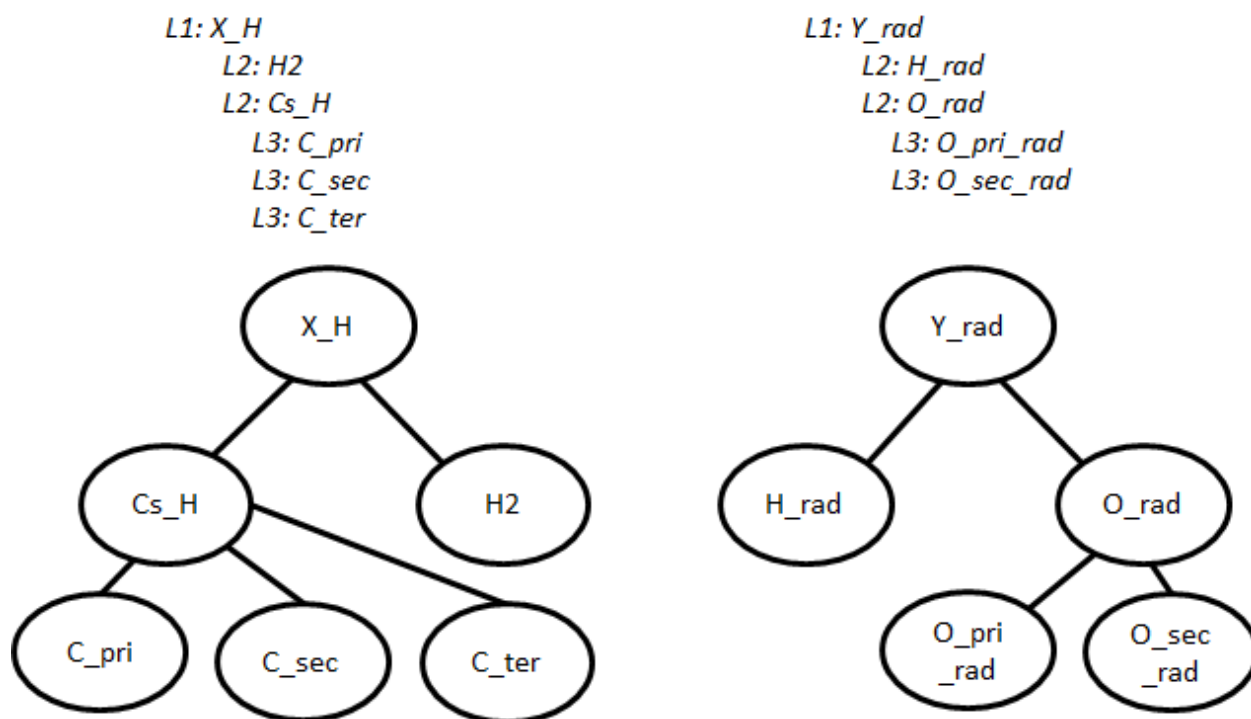 L1: X_H
L2: H2
L2: Cs_H
L3: C_pri
L3: C_sec
L3: C_ter
L1: Y_rad
L2: H_rad
L2: O_rad
L3: O_pri_rad
L3: O_sec_rad
X_H
Cs_H
H2
C_pri
C_sec
C_ter
Y_rad
H_rad
O_rad
O_pri
_rad
O_sec
_rad